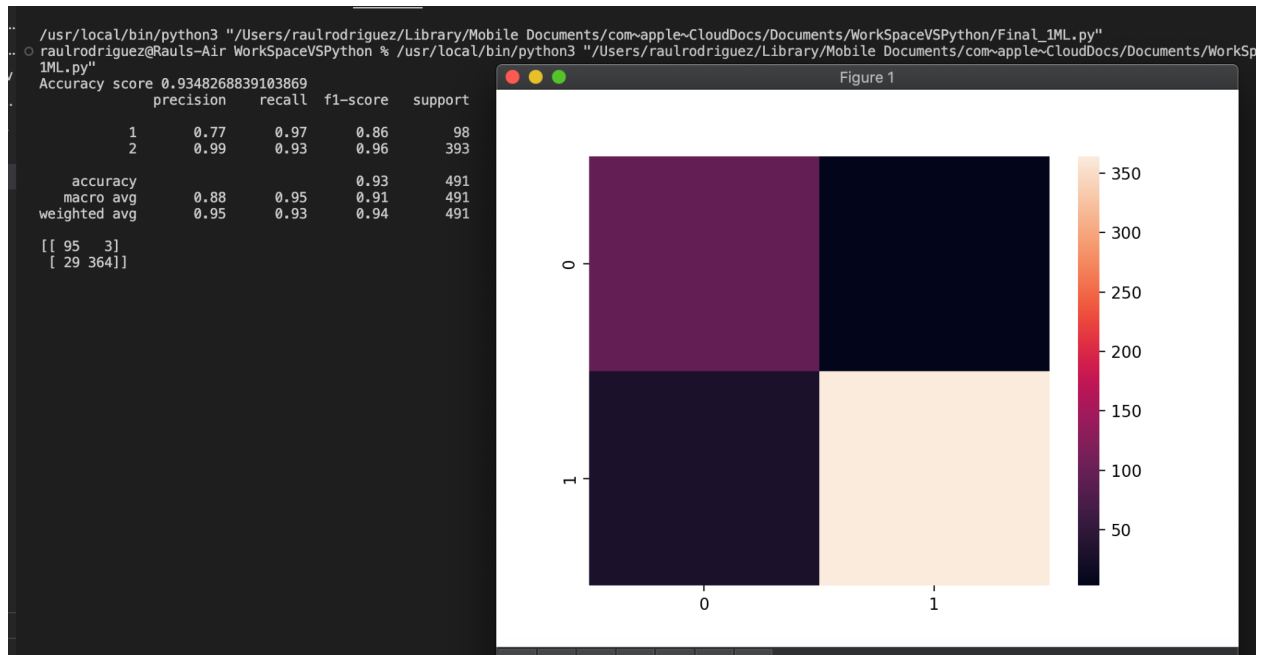 /usr/local/bin/python3 "/Users/raulrodriguez/Library/Mobile Documents/com~apple~CloudDocs/Documents/WorkSpaceVSPython/Final_1ML.py"
raulrodriguez@Rauls-Air WorkSpaceVSPython % /usr/local/bin/python3 "/Users/raulrodriguez/Library/Mobile Documents/com~apple~CloudDocs/Documents/WorkSp
1ML.py"
Accuracy score 0.9348268839103869
precision recall f1-score support
1 0.77 0.97 0.86 98
2 0.99 0.93 0.96 393
accuracy 0.93 491
macro avg 0.88 0.95 0.91 491
weighted avg 0.95 0.93 0.94 491
[[ 95 3]
[ 29 364]]
Figure 1
0
1
0 1
350
300
250
200
150
100
50